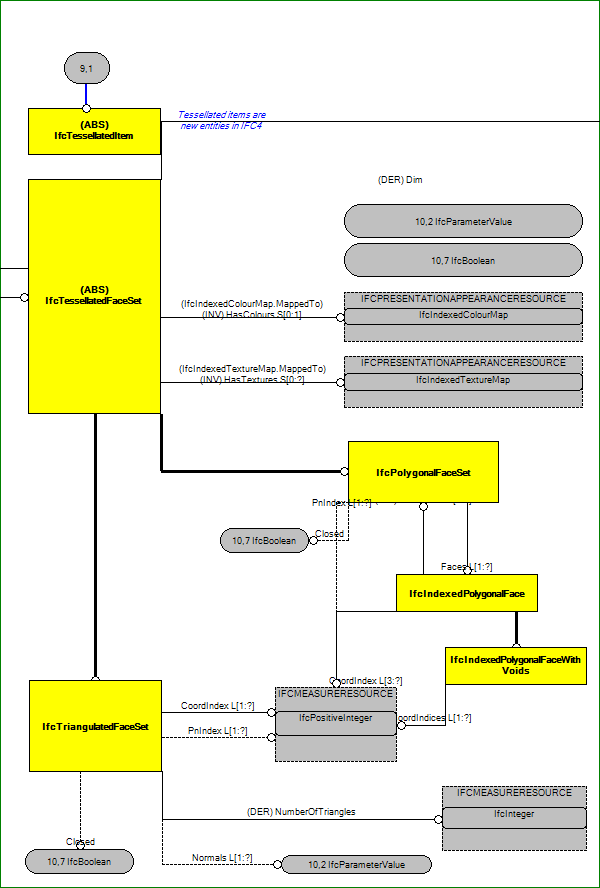 9,1
Tessellated items are
new entities in IFC4
(ABS)
IfcTessellatedItem
(DER) Dim
10,2 IfcParameterValue
10,7 IfcBoolean
(ABS)
IfcTessellatedFaceSet
IFCPRESENTATIONAPPEARANCERESOURCE
(IfcIndexedColourMap.MappedTo)
(INV) HasColours S[0:1]
IfcIndexedColourMap
IFCPRESENTATIONAPPEARANCERESOURCE
(IfcIndexedTextureMap.MappedTo)
(INV) HasTextures S[0:?]
IfcIndexedTextureMap
IfcPolygonalFaceSet
PnIndex L[1:?]
Closed
10,7 IfcBoolean
Faces L[1:?]
IfcIndexedPolygonalFace
IfcIndexedPolygonalFaceWith
Voids
CoordIndex L[3:?]
IFCMEASURERESOURCE
CoordIndex L[1:?]
IfcPositiveInteger
oordIndices L[1:?]
IfcTriangulatedFaceSet
PnIndex L[1:?]
IFCMEASURERESOURCE
(DER) NumberOfTriangles
IfcInteger
Closed
10,7 IfcBoolean
Normals L[1:?]
10,2 IfcParameterValue